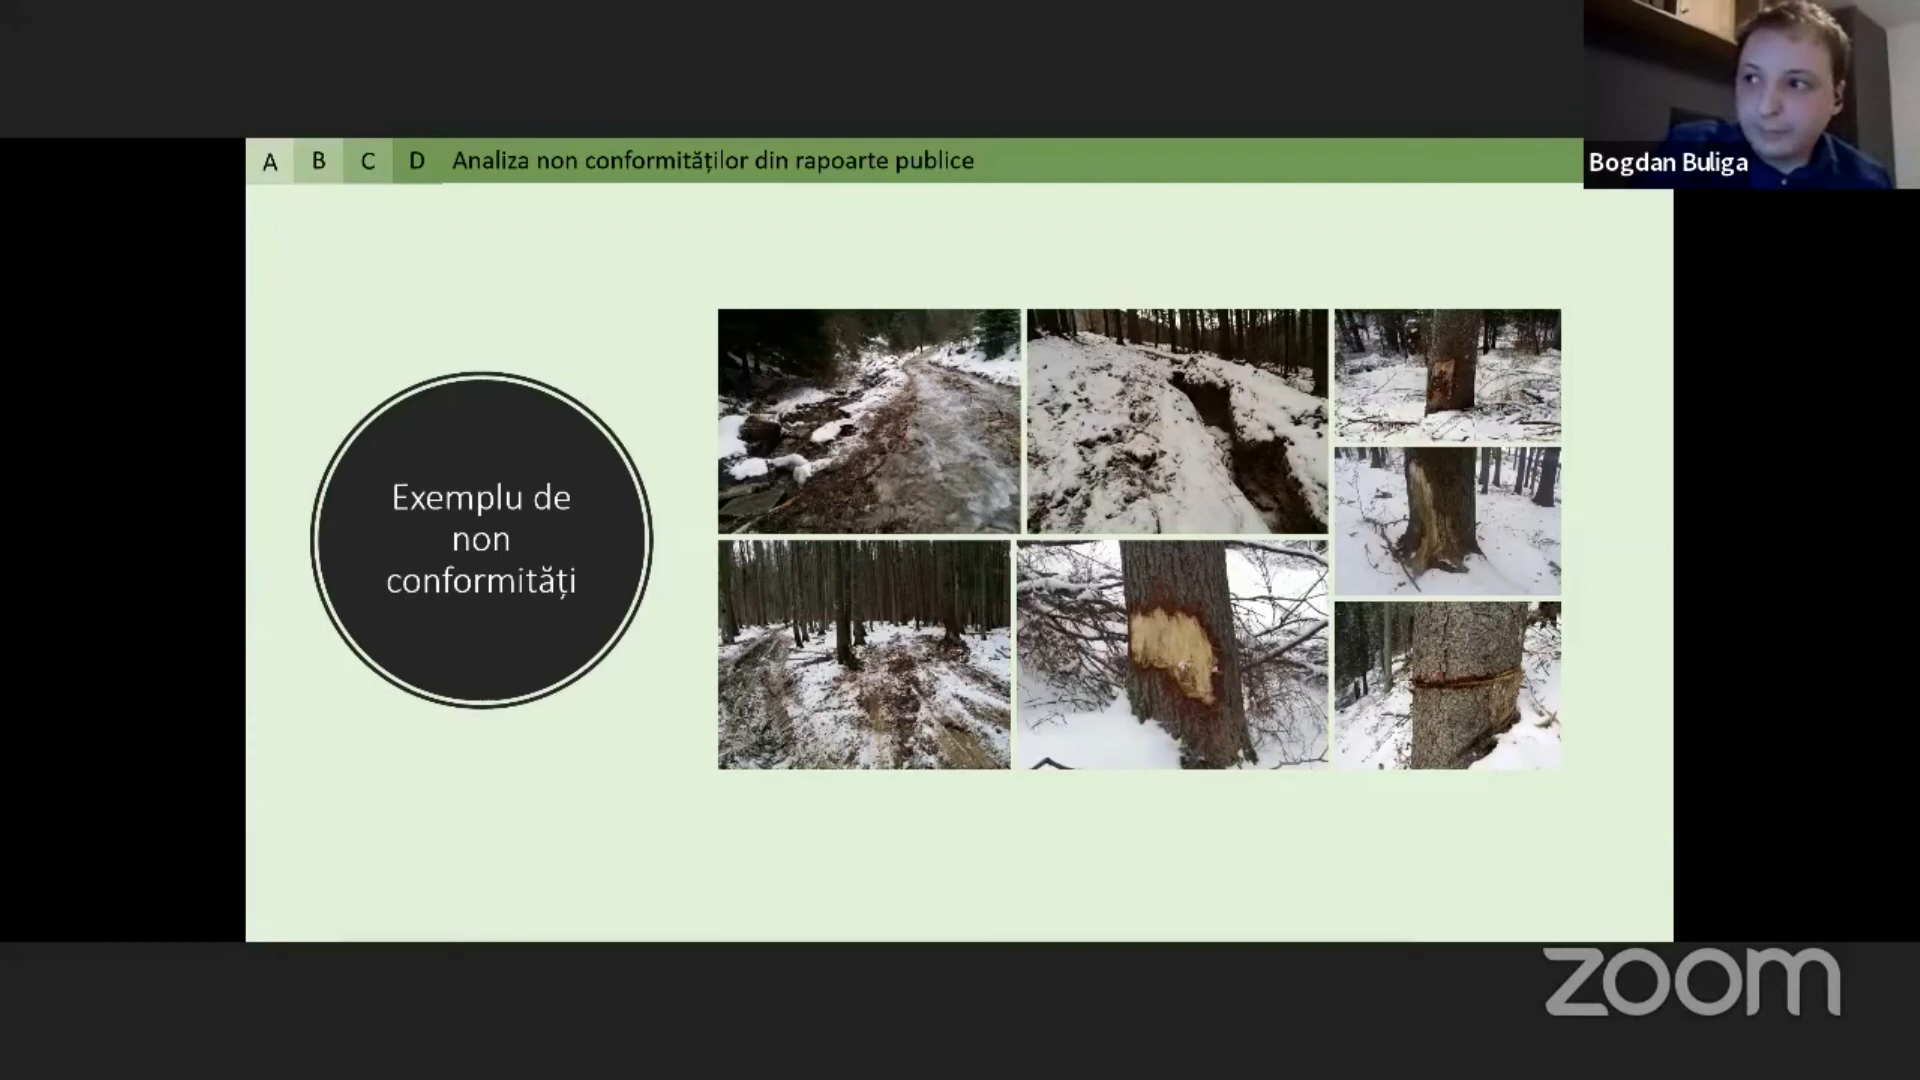 A B C D Analiza non conformităților din rapoarte publice
Bogdan Buliga
Exemplu de
non
conformități
zoom